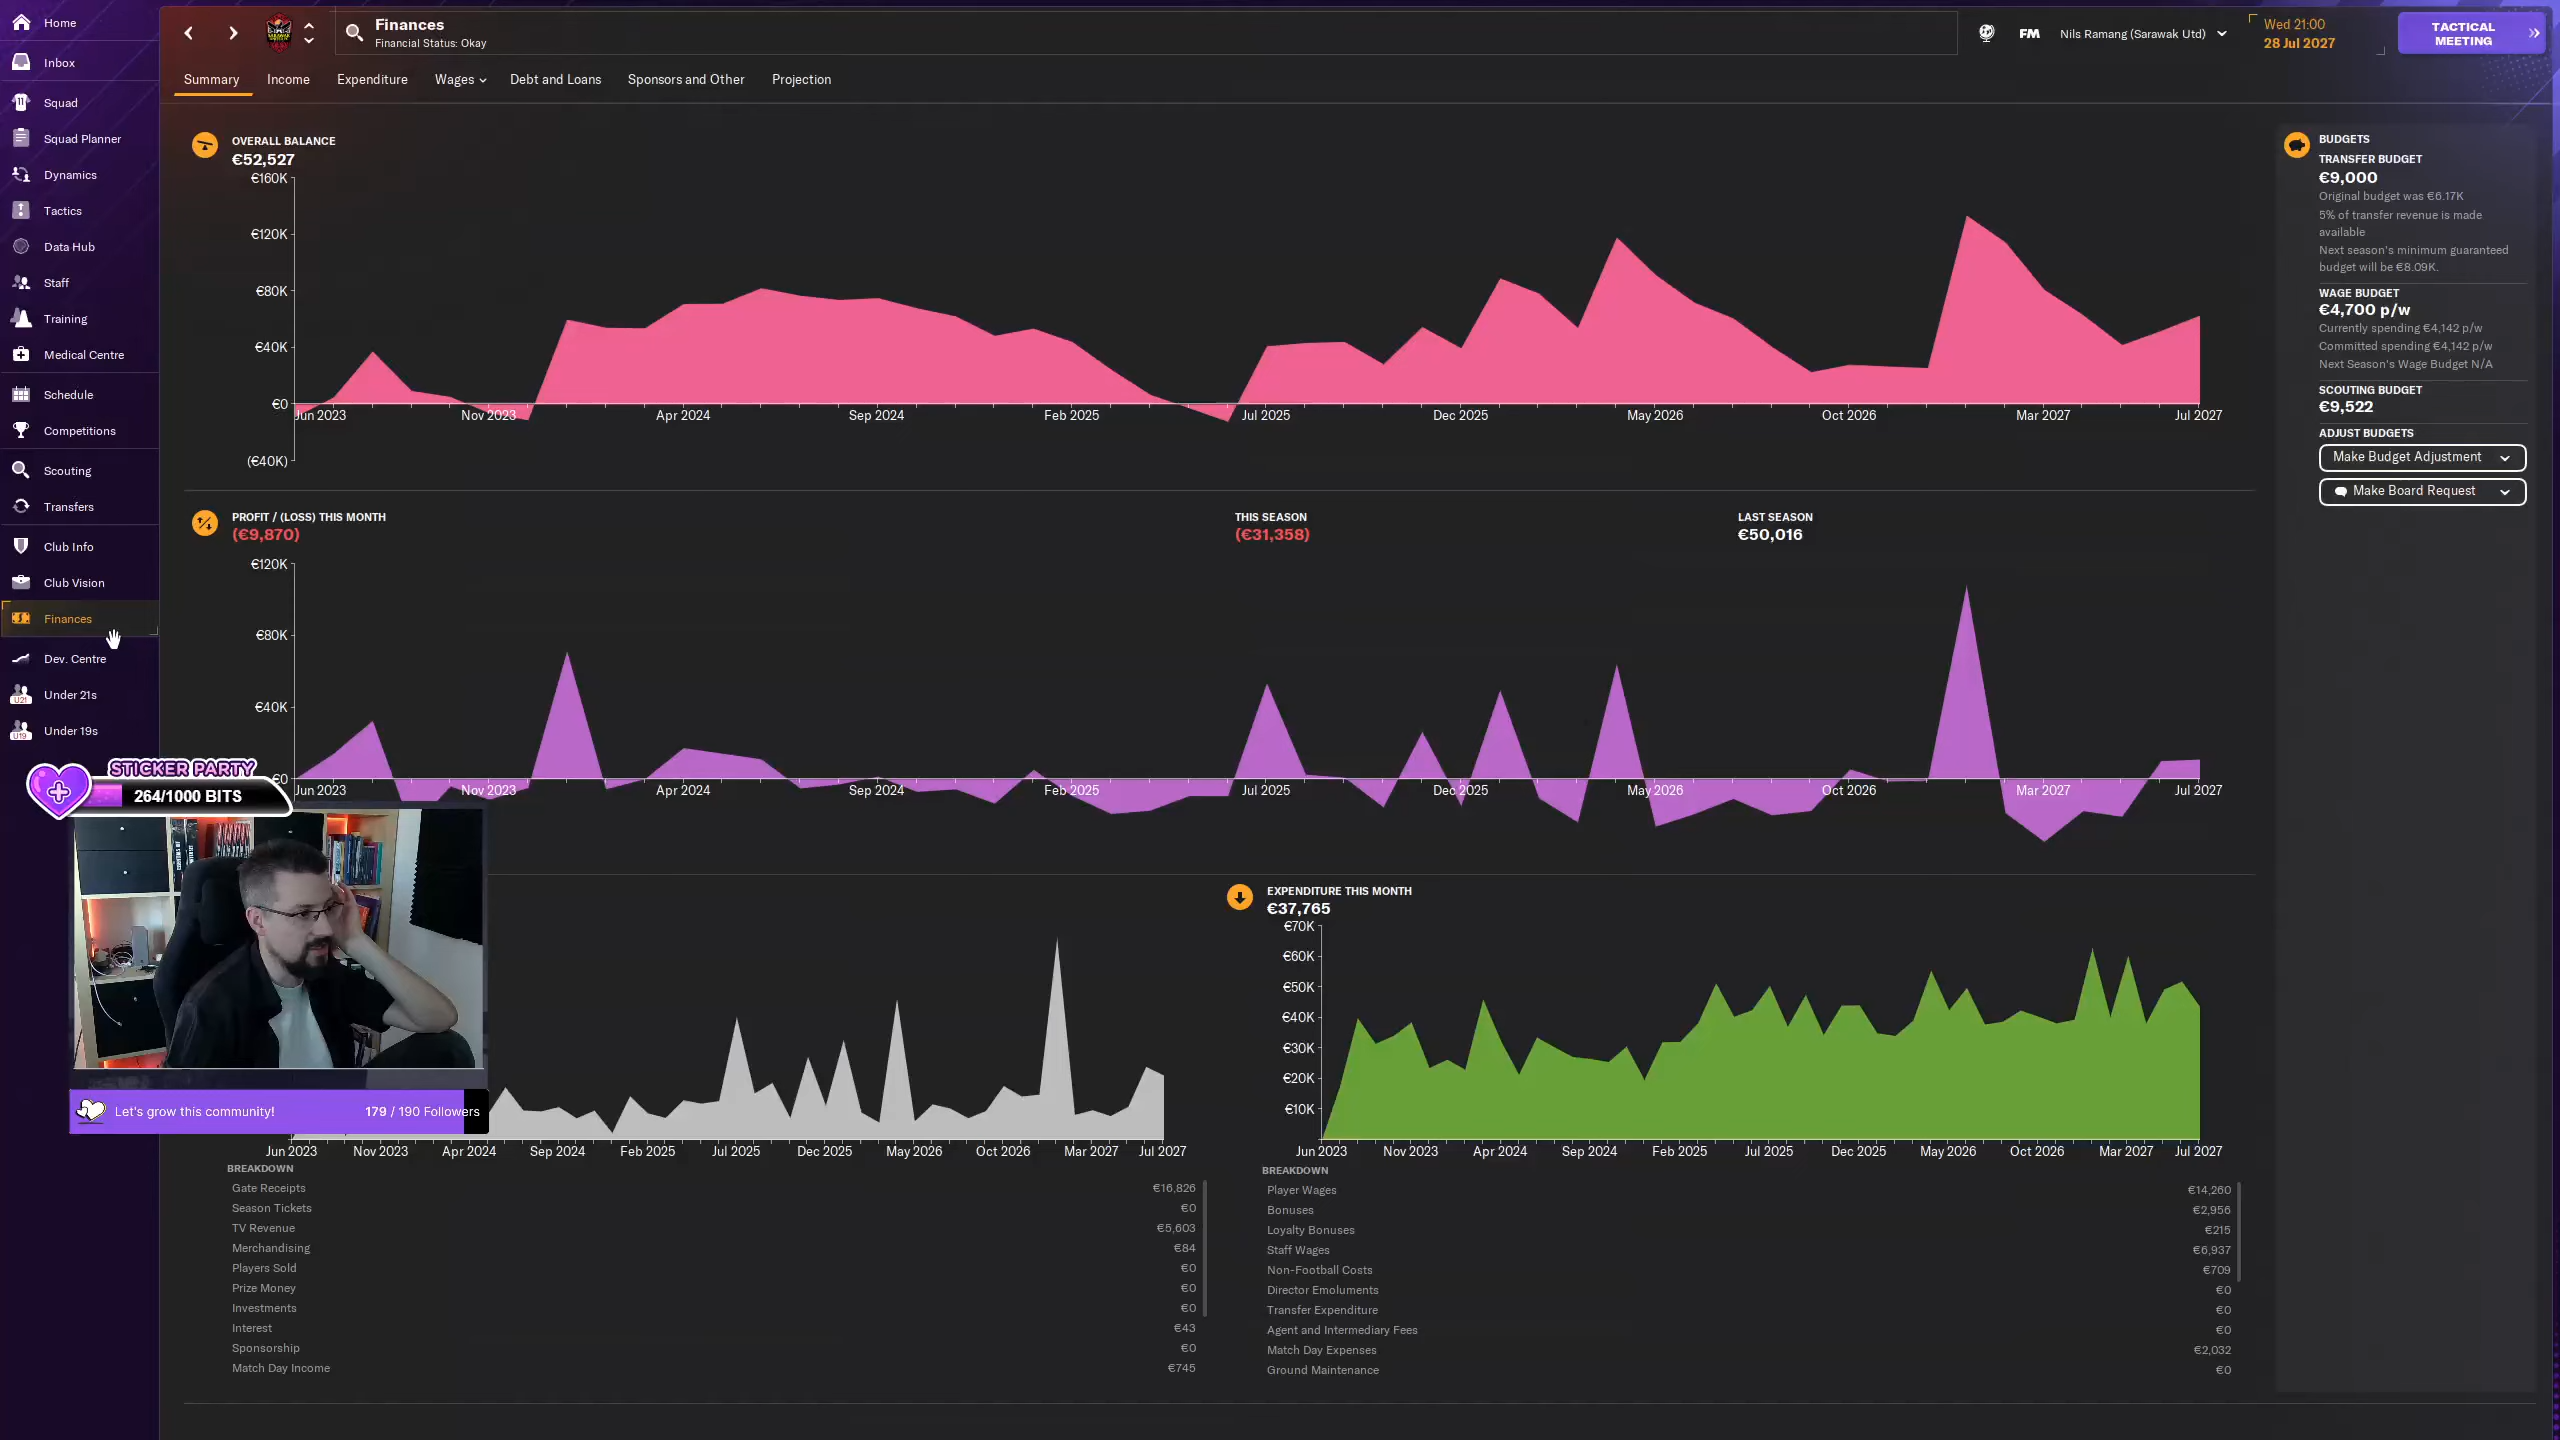 Home
Inbox
Squad
Squad Planner
Dynamics
Tactics
Data Hub
Staff
Training
Medical Centre
Schedule
Competitions
Scouting
Transfers
Club Info
Club Vision
Finances
Dev. Centre
Under 21s
Under 19s
Finances
Financial Status: Okay
FM
Nils Ramang (Sarawak Utd)
Wed 21:00
28 Jul 2027
TACTICAL
MEETING
Summary Income Expenditure Wages Debt and Loans Sponsors and Other Projection
OVERALL BALANCE
€52,527
€160K
€120K
€80K
€40K
€0
(€40K)
Jun 2023 Nov 2023 Apr 2024 Sep 2024 Feb 2025 Jul 2025 Dec 2025 May 2026 Oct 2026 Mar 2027 Jul 2027
PROFIT / (LOSS) THIS MONTH
(€9,870)
THIS SEASON
(€31,358)
LAST SEASON
€50,016
€120K
€80K
€40K
€0
Jun 2023 Nov 2023 Apr 2024 Sep 2024 Feb 2025 Jul 2025 Dec 2025 May 2026 Oct 2026 Mar 2027 Jul 2027
STICKER PARTY
264/1000 BITS
Let's grow this community! 179 / 190 Followers
Jun 2023 Nov 2023 Apr 2024 Sep 2024 Feb 2025 Jul 2025 Dec 2025 May 2026 Oct 2026 Mar 2027 Jul 2027
BREAKDOWN
Gate Receipts €16,826
Season Tickets €0
TV Revenue €5,603
Merchandising €84
Players Sold €0
Prize Money €0
Investments €0
Interest €43
Sponsorship €0
Match Day Income €745
EXPENDITURE THIS MONTH
€37,765
€70K
€60K
€50K
€40K
€30K
€20K
€10K
Jun 2023 Nov 2023 Apr 2024 Sep 2024 Feb 2025 Jul 2025 Dec 2025 May 2026 Oct 2026 Mar 2027 Jul 2027
BREAKDOWN
Player Wages €14,260
Bonuses €2,956
Loyalty Bonuses €215
Staff Wages €6,937
Non-Football Costs €709
Director Emoluments €0
Transfer Expenditure €0
Agent and Intermediary Fees €0
Match Day Expenses €2,032
Ground Maintenance €0
BUDGETS
TRANSFER BUDGET
€9,000
Original budget was €6.17K
5% of transfer revenue is made
available
Next season's minimum guaranteed
budget will be €8.09K.
WAGE BUDGET
€4,700 p/w
Currently spending €4,142 p/w
Committed spending €4,142 p/w
Next Season's Wage Budget N/A
SCOUTING BUDGET
€9,522
ADJUST BUDGETS
Make Budget Adjustment
Make Board Request